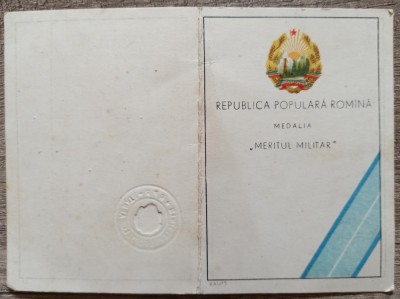 REPUBLICA POPULARĂ ROMÎNA
MEDALIA
„MERITUL MILITAR"